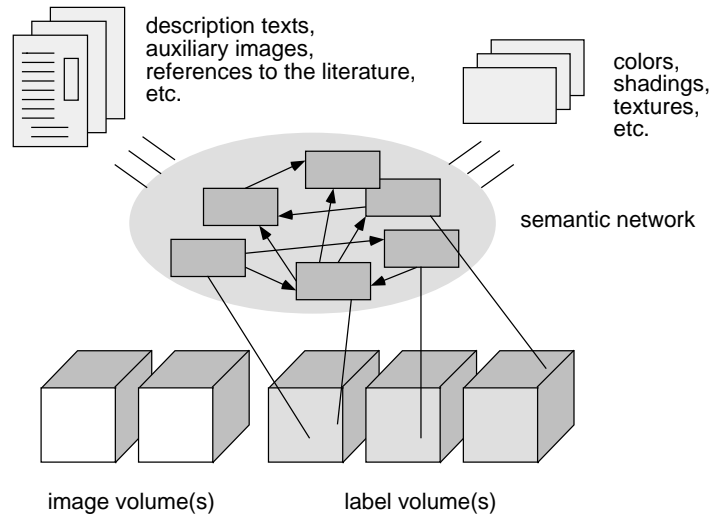 description texts,
auxiliary images,
references to the literature,
etc.
colors,
shadings,
textures,
etc.
semantic network
image volume(s)
label volume(s)